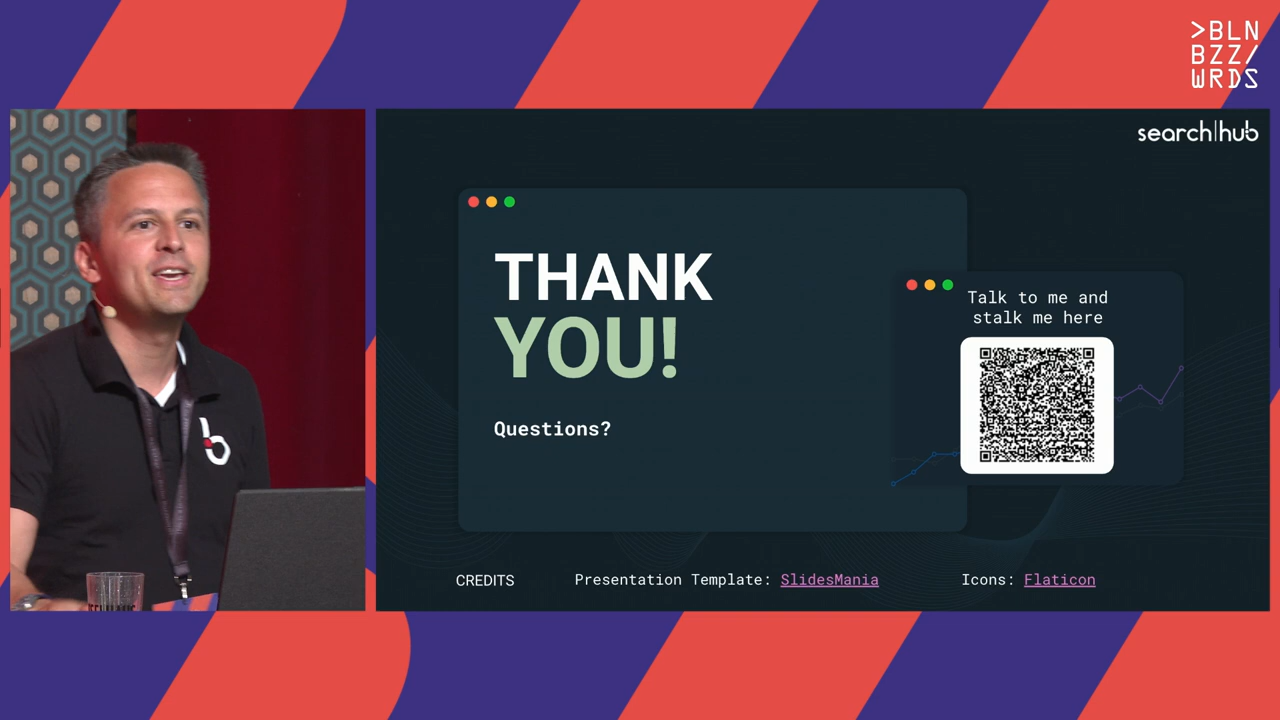 >BLN
BZZ/
WRDS
search|hub
THANK
YOU!
Questions?
Talk to me and
stalk me here
CREDITS
Presentation Template: SlidesMania
Icons: Flaticon
b